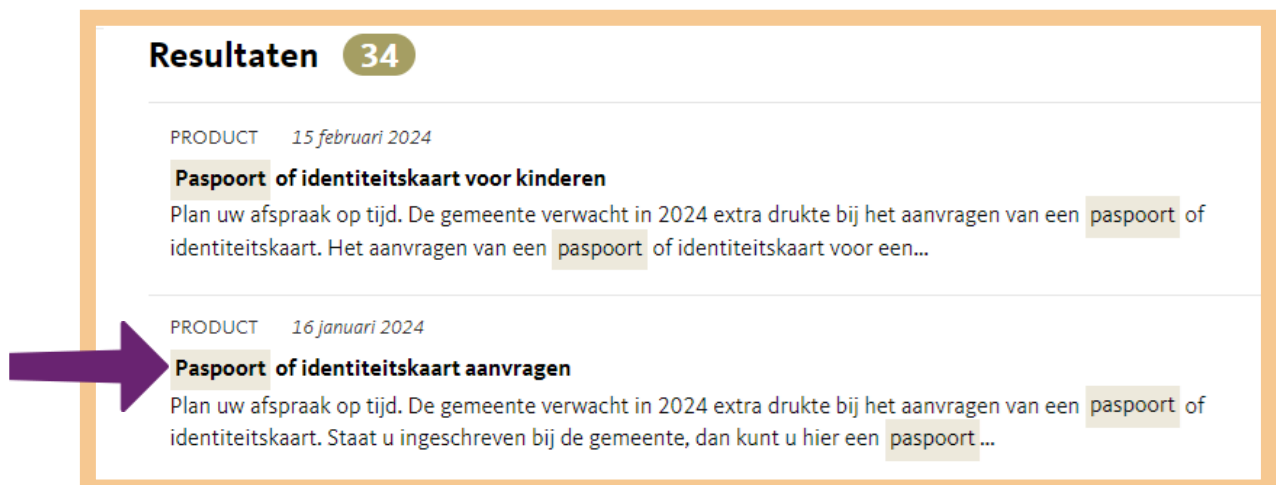 Resultaten 34
PRODUCT 15 februari 2024
Paspoort of identiteitskaart voor kinderen
Plan uw afspraak op tijd. De gemeente verwacht in 2024 extra drukte bij het aanvragen van een paspoort of
identiteitskaart. Het aanvragen van een paspoort of identiteitskaart voor een...
PRODUCT 16 januari 2024
Paspoort of identiteitskaart aanvragen
Plan uw afspraak op tijd. De gemeente verwacht in 2024 extra drukte bij het aanvragen van een paspoort of
identiteitskaart. Staat u ingeschreven bij de gemeente, dan kunt u hier een paspoort...